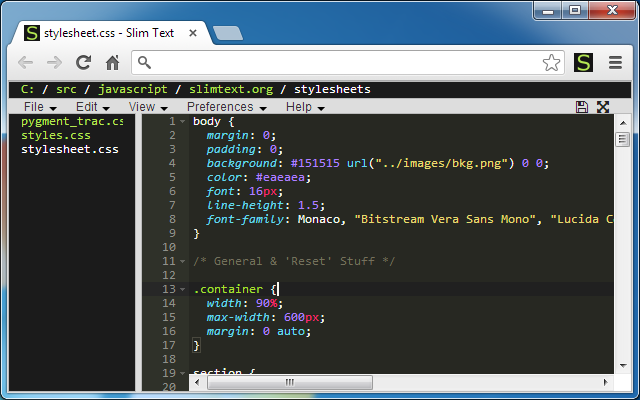 stylesheet.css - Slim Text
S
C: / src / javascript / slimtext.org / stylesheets
File Edit View Preferences Help
pygment_trac.cs
styles.css
stylesheet.css
1 body {
2 margin: 0;
3 padding: 0;
4 background: #151515 url("../images/bkg.png") 0 0;
5 color: #eaeaea;
6 font: 16px;
7 line-height: 1.5;
8 font-family: Monaco, "Bitstream Vera Sans Mono", "Lucida Co
9 }
10
11 /* General & 'Reset' Stuff */
12
13 .container {
14 width: 90%;
15 max-width: 600px;
16 margin: 0 auto;
17 }
18
19 section {
20